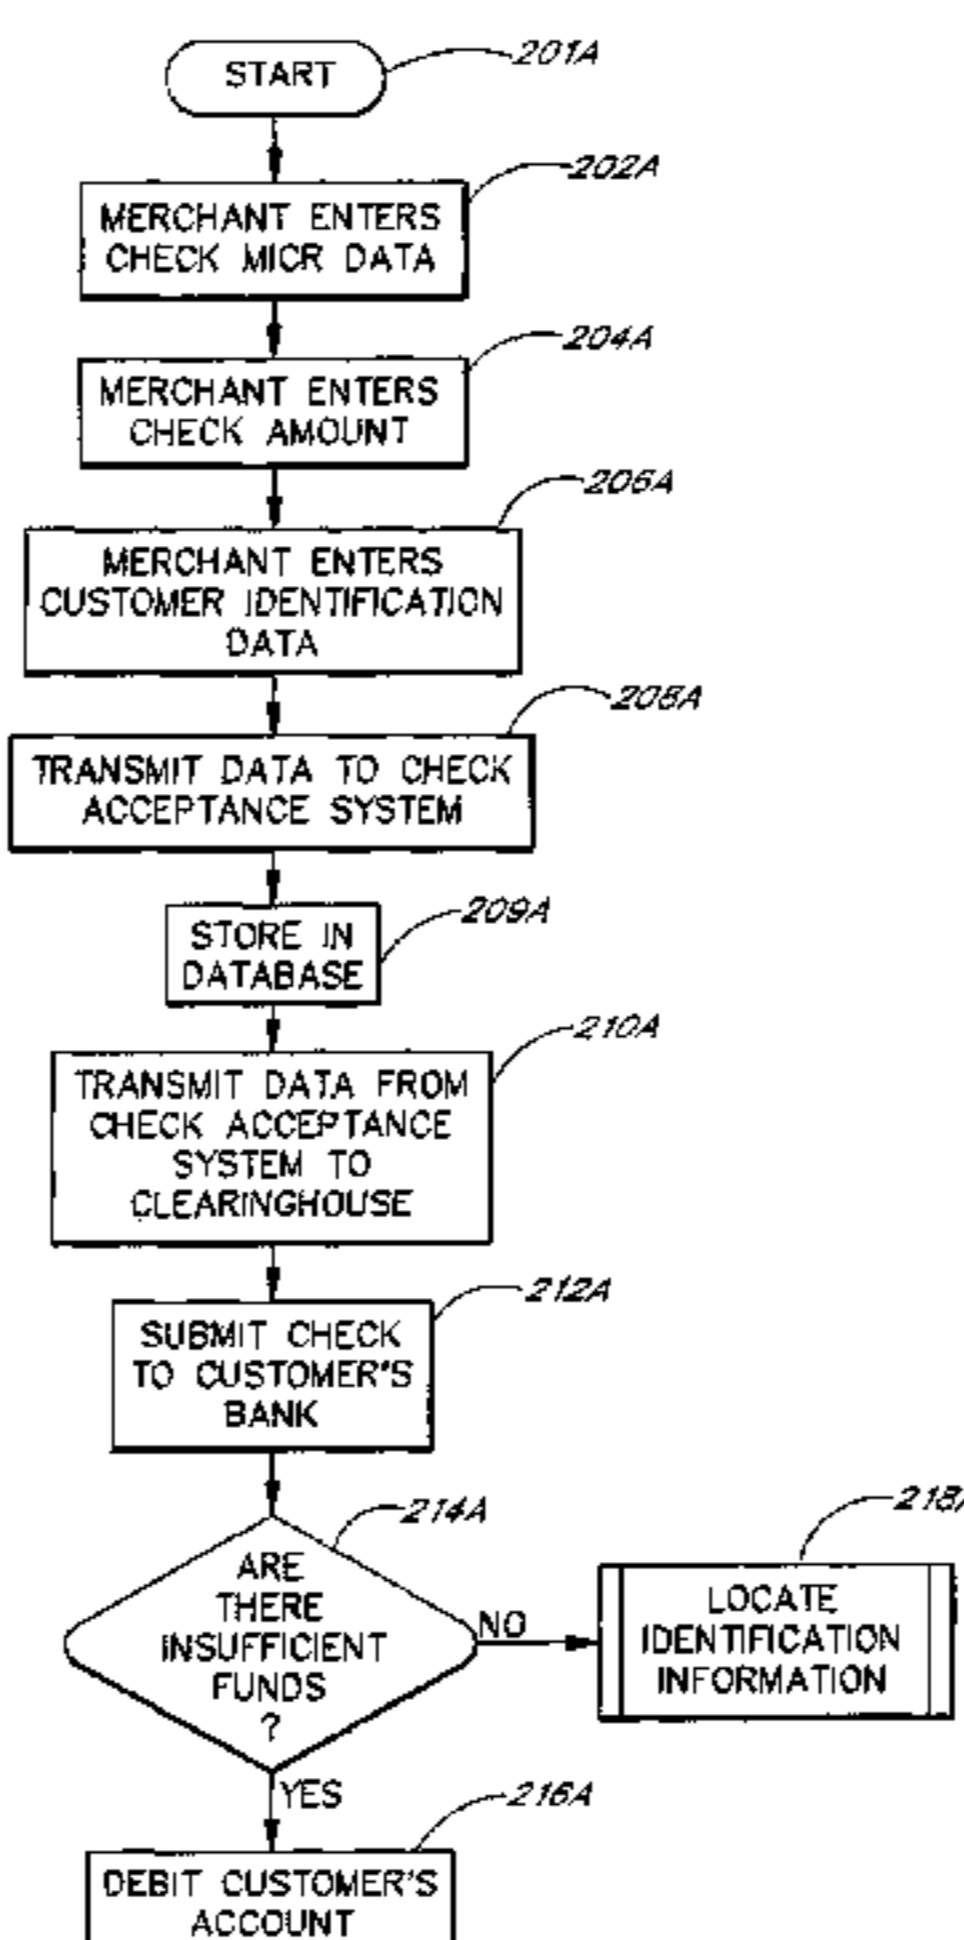 START
201A
202A
MERCHANT ENTERS
CHECK MICR DATA
204A
MERCHANT ENTERS
CHECK AMOUNT
206A
MERCHANT ENTERS
CUSTOMER IDENTIFICATION
DATA
208A
TRANSMIT DATA TO CHECK
ACCEPTANCE SYSTEM
209A
STORE IN
DATABASE
210A
TRANSMIT DATA FROM
CHECK ACCEPTANCE
SYSTEM TO
CLEARINGHOUSE
212A
SUBMIT CHECK
TO CUSTOMER'S
BANK
214A
ARE
THERE
INSUFFICIENT
FUNDS
?
NO
218A
LOCATE
IDENTIFICATION
INFORMATION
YES
216A
DEBIT CUSTOMER'S
ACCOUNT